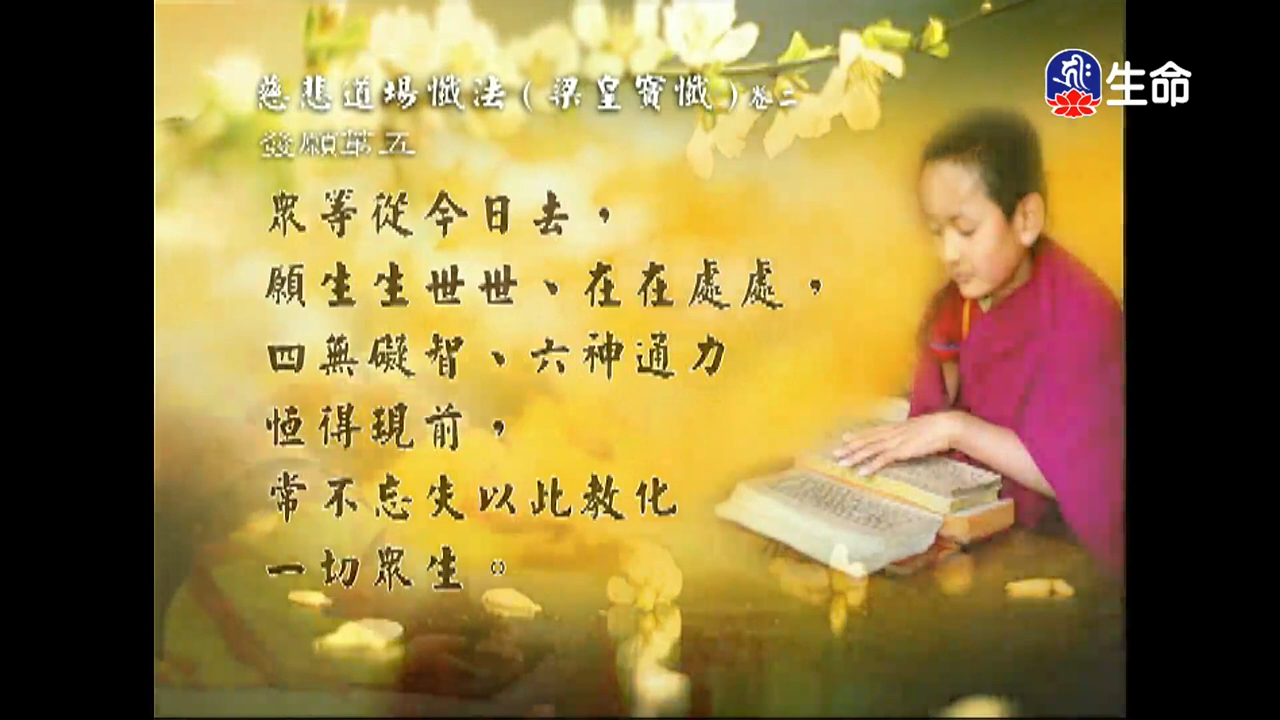 慈悲道場懺法（梁皇寶懺）卷二
生命
發願第五
眾等從今日去，
願生生世世、在在處處，
四無礙智、六神通力
恒得現前，
常不忘失以此教化
一切眾生。